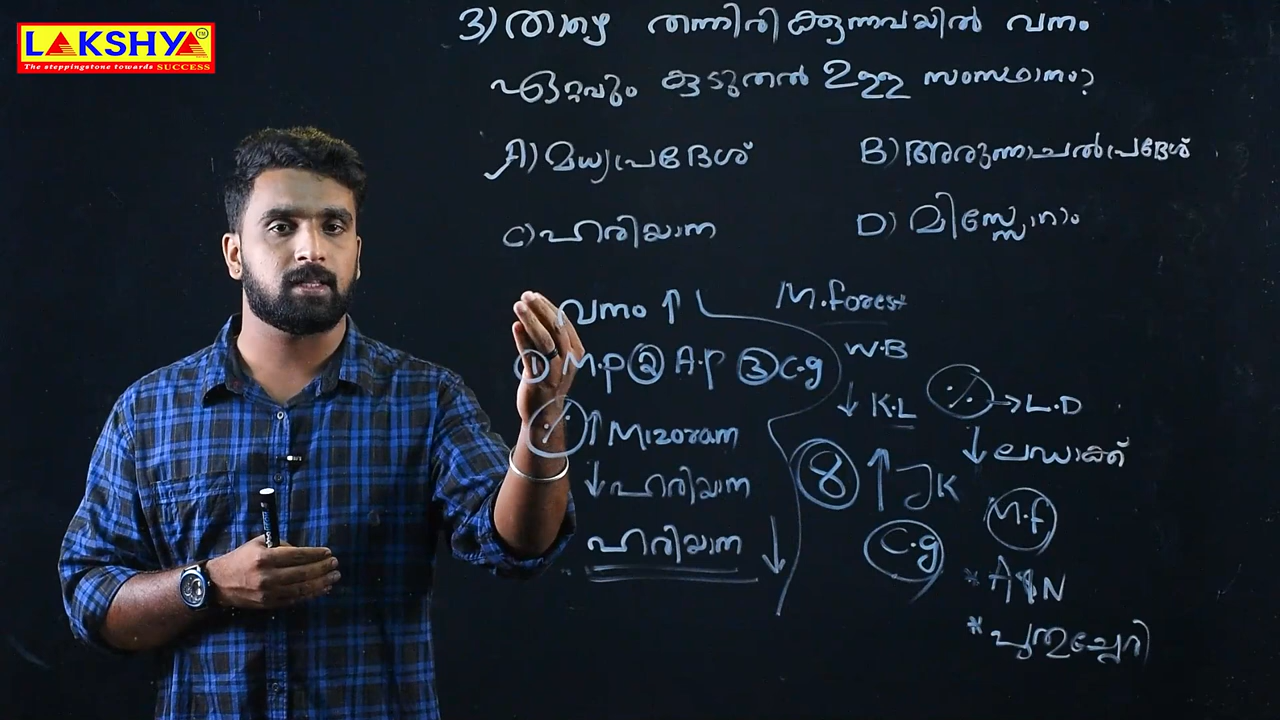 LAKSHYA TM
The steppingstone towards SUCCESS
3) താഴെ തന്നിരിക്കുന്നവയിൽ വനം
ഏറ്റവും കൂടുതൽ ഉള്ള സംസ്ഥാനം?
A) മധ്യപ്രദേശ്
B) അരുന്നാചൽപ്രദേശ്
C) ഹരിയാന
D) മിസ്സോറാം
വനം ↑
M.forest
① M.P ② A.P ③ C.g
W.B
↓ K.L
% → L.D
% ↑ Mizoram
↓ ലഡാക്ക്
↓ ഹരിയാന
8 ↑ JK
M.f
ഹരിയാന ↓
C.g
* A&N
* പുതുച്ചേരി